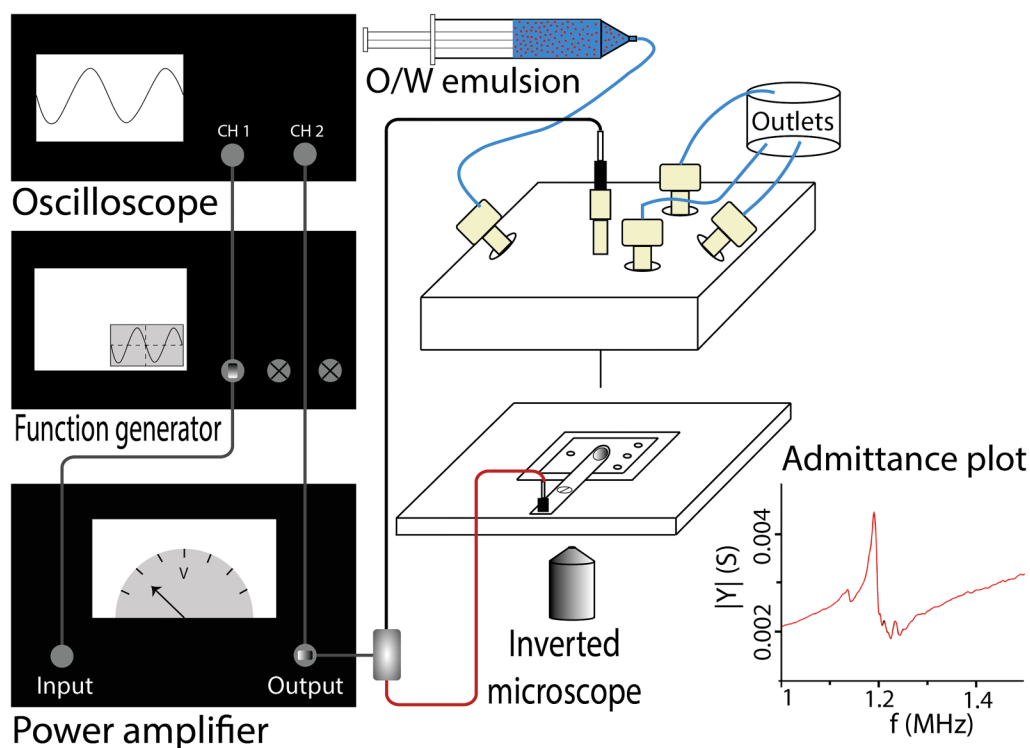 O/W emulsion
Outlets
CH 1
CH 2
Oscilloscope
Function generator
V
Input
Output
Power amplifier
Inverted
microscope
Admittance plot
|Y| (S)
0.004
0.002
1
1.2
1.4
f (MHz)